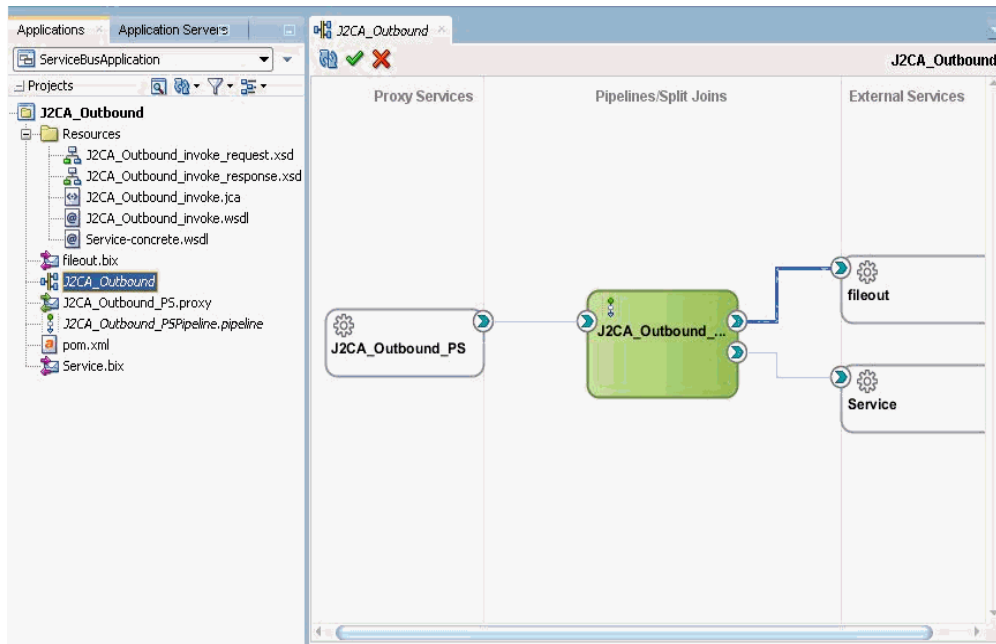 Applications
Application Servers
ServiceBusApplication
Projects
J2CA_Outbound
Resources
J2CA_Outbound_invoke_request.xsd
J2CA_Outbound_invoke_response.xsd
J2CA_Outbound_invoke.jca
J2CA_Outbound_invoke.wsdl
Service-concrete.wsdl
fileout.bix
J2CA_Outbound
J2CA_Outbound_PS.proxy
J2CA_Outbound_PSPipeline.pipeline
pom.xml
Service.bix
J2CA_Outbound
J2CA_Outbound
Proxy Services
Pipelines/Split Joins
External Services
J2CA_Outbound_PS
J2CA_Outbound_...
fileout
Service